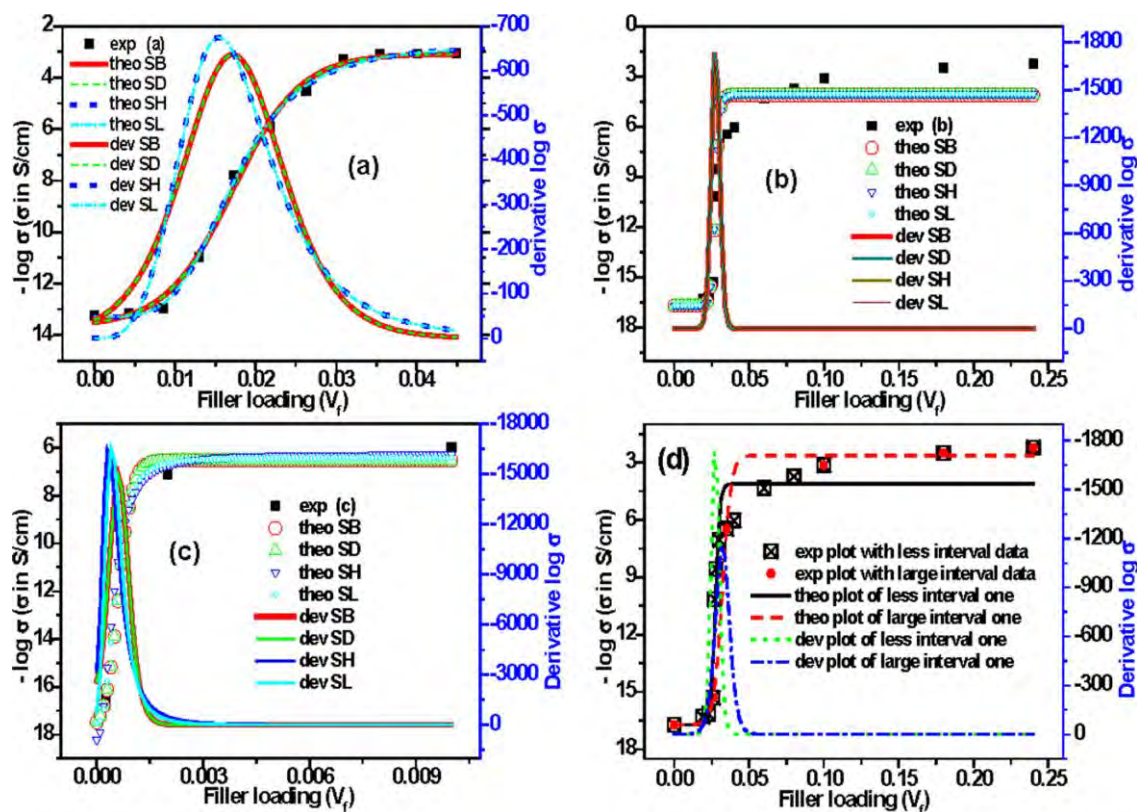 2
4
6
8
10
12
14
- log σ (σ in S/cm)
exp (a)
theo SB
theo SD
theo SH
theo SL
dev SB
dev SD
dev SH
dev SL
(a)
-700
-600
-500
-400
-300
-200
-100
0
derivative log σ
0.00 0.01 0.02 0.03 0.04
Filler loading (Vf)
0
3
6
9
12
15
18
- log σ (σ in S/cm)
exp (b)
theo SB
theo SD
theo SH
theo SL
dev SB
dev SD
dev SH
dev SL
(b)
-1800
-1500
-1200
-900
-600
-300
0
derivative log σ
0.00 0.05 0.10 0.15 0.20 0.25
Filler loading (Vf)
6
8
10
12
14
16
18
- log σ (σ in S/cm)
(c)
exp (c)
theo SB
theo SD
theo SH
theo SL
dev SB
dev SD
dev SH
dev SL
-18000
-15000
-12000
-9000
-6000
-3000
0
Derivative log σ
0.000 0.003 0.006 0.009
Filler loading (Vf)
(d)
3
6
9
12
15
18
- log σ (σ in S/cm)
exp plot with less interval data
exp plot with large interval data
theo plot of less interval one
theo plot of large interval one
dev plot of less interval one
dev plot of large interval one
-1800
-1500
-1200
-900
-600
-300
0
Derivative log σ
0.00 0.05 0.10 0.15 0.20 0.25
Filler loading (Vf)